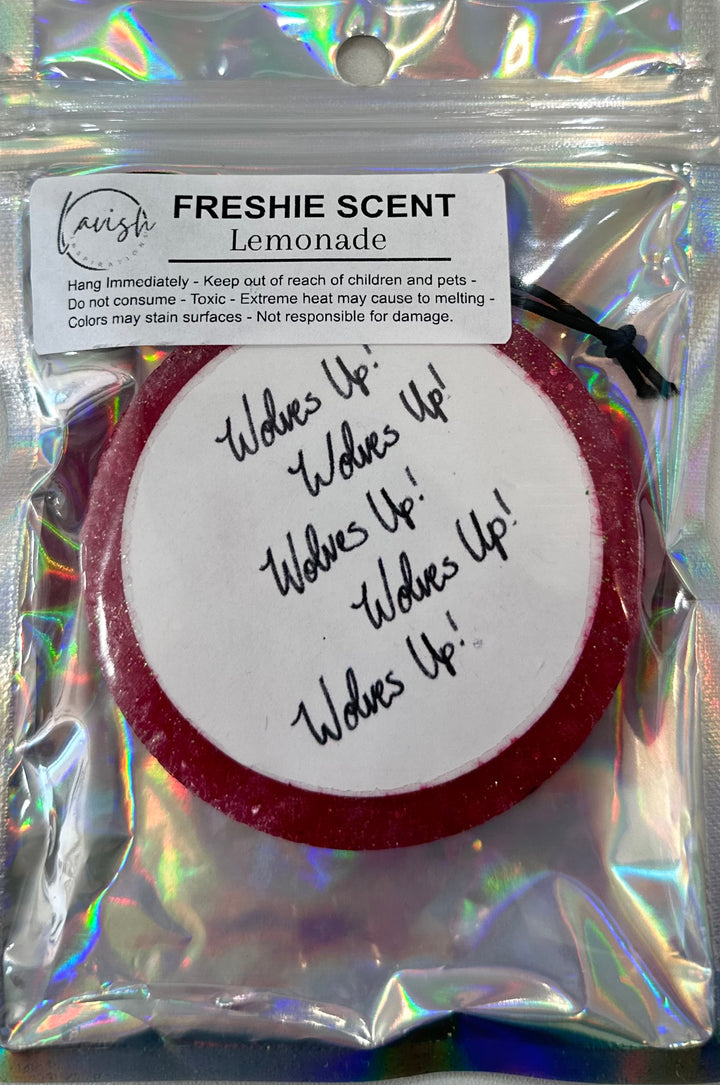 Lavish
INSPIRATIONS
FRESHIE SCENT
Lemonade
Hang Immediately - Keep out of reach of children and pets -
Do not consume - Toxic - Extreme heat may cause to melting -
Colors may stain surfaces - Not responsible for damage.
Wolves Up!
Wolves Up!
Wolves Up!
Wolves Up!
Wolves Up!